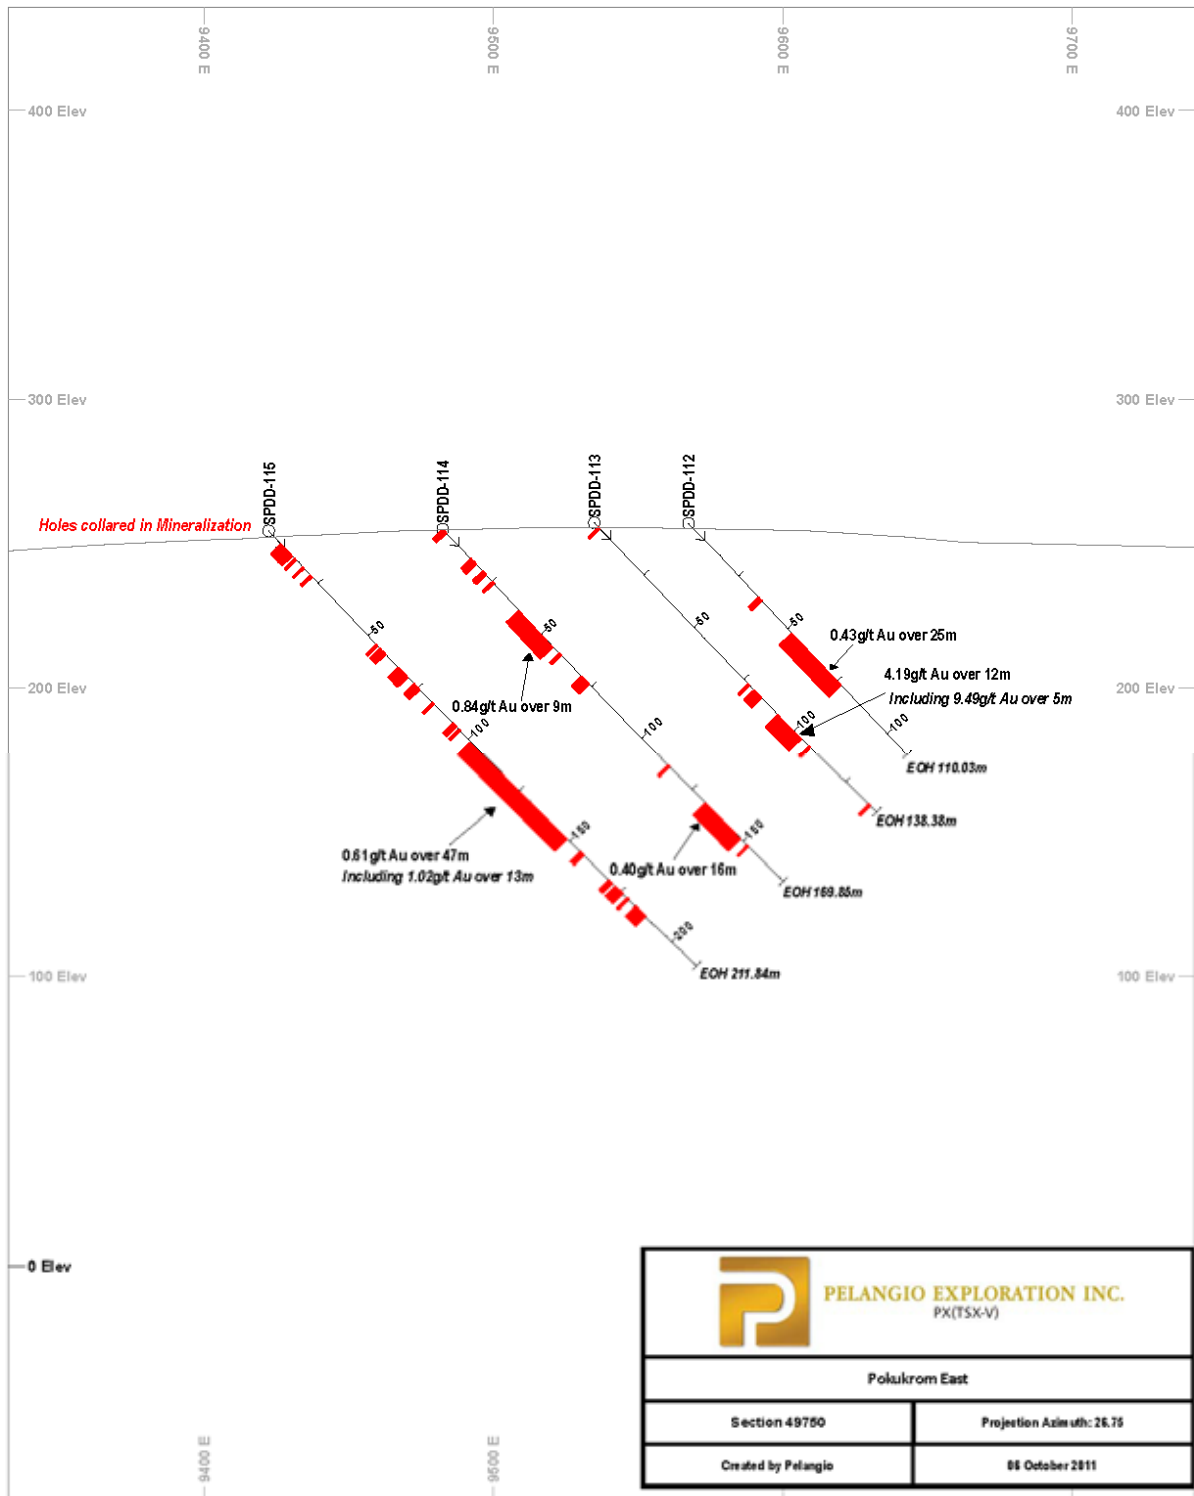 9400 E
9500 E
9600 E
9700 E
400 Elev
400 Elev
300 Elev
300 Elev
SPDD-115
SPDD-114
SPDD-113
SPDD-112
Holes collared in Mineralization
50
50
50
50
0.43g/t Au over 25m
4.19g/t Au over 12m
Including 9.49g/t Au over 5m
200 Elev
200 Elev
0.84g/t Au over 9m
100
100
100
100
EOH 110.03m
EOH 138.38m
150
150
0.61g/t Au over 47m
Including 1.02g/t Au over 13m
0.40g/t Au over 16m
EOH 169.85m
200
EOH 211.84m
100 Elev
100 Elev
0 Elev
PELANGIO EXPLORATION INC.
PX(TSX-V)
Pokukrom East
Section 49750
Projection Azimuth: 26.75
Created by Pelangio
06 October 2011
9400 E
9500 E